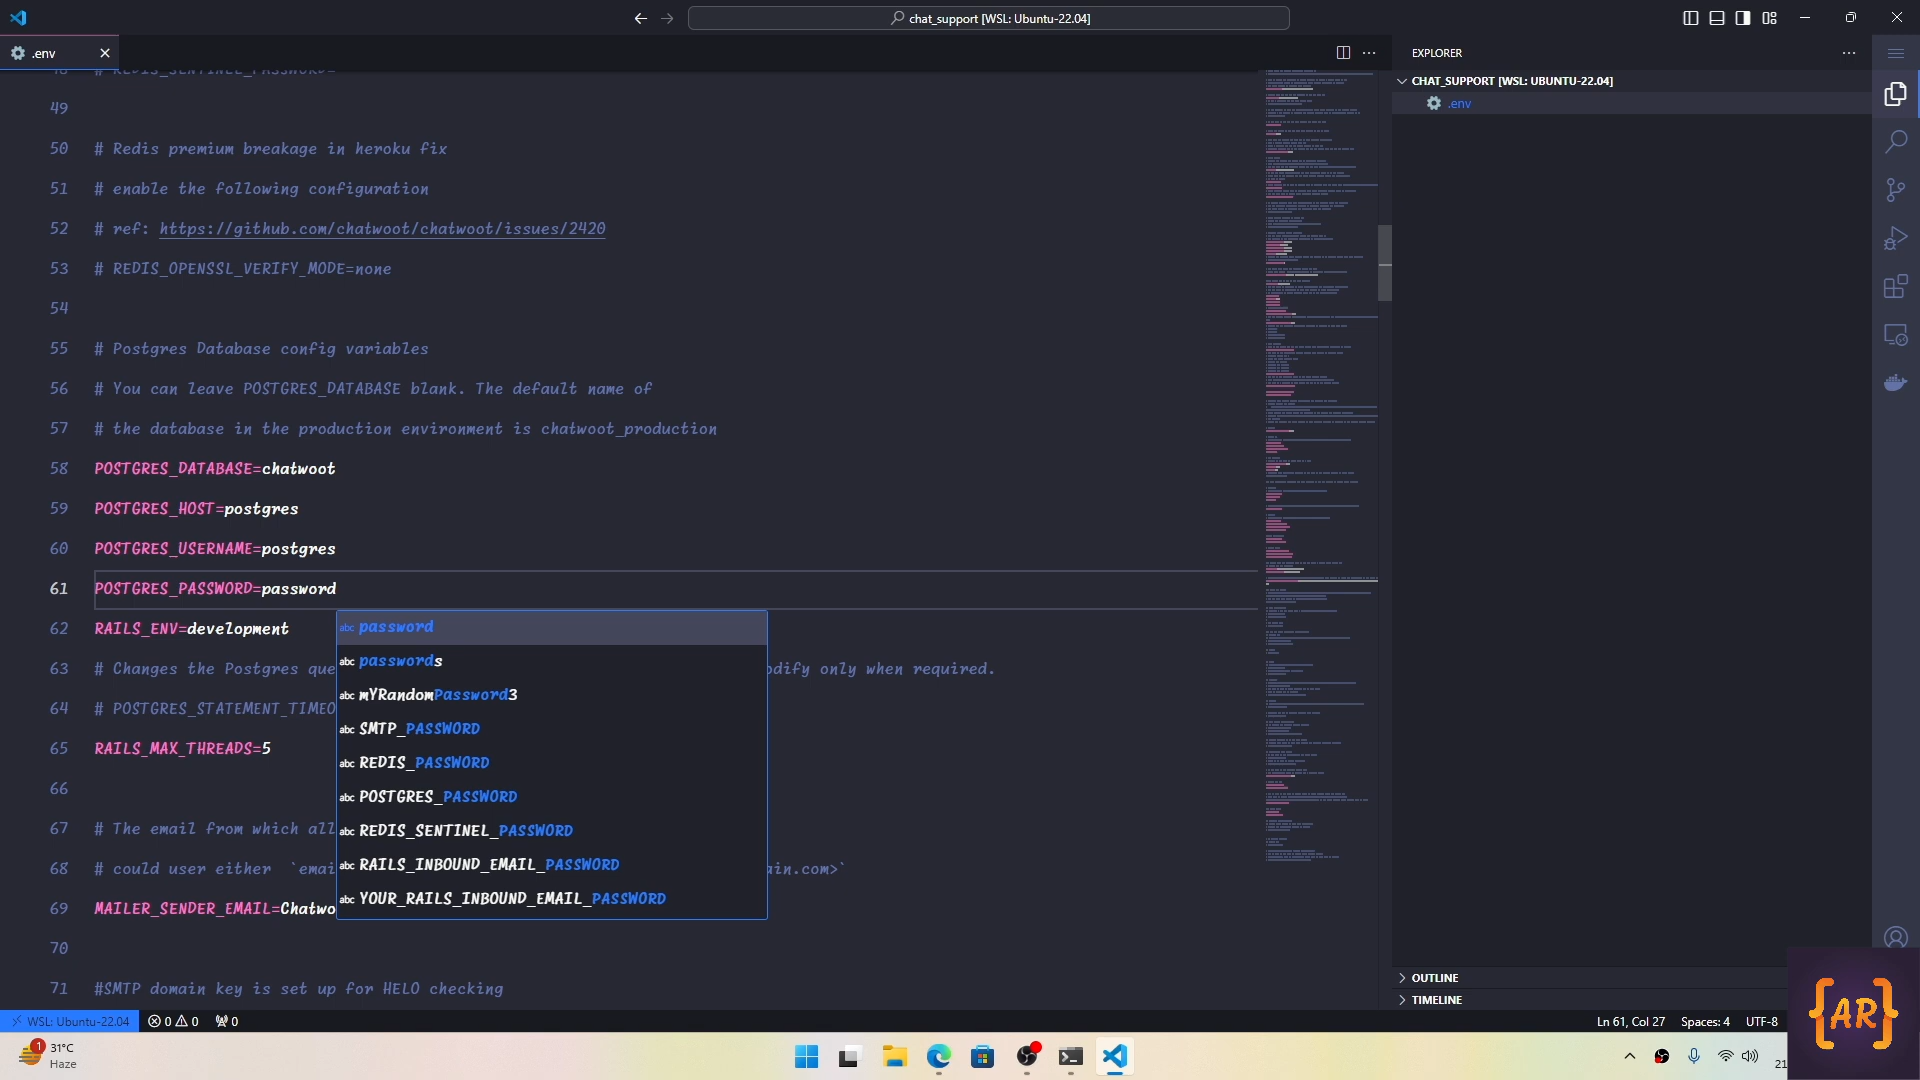 chat_support [WSL: Ubuntu-22.04]
.env
EXPLORER
CHAT_SUPPORT [WSL: UBUNTU-22.04]
.env
48 # REDIS_SENTINEL_PASSWORD=
49
50 # Redis premium breakage in heroku fix
51 # enable the following configuration
52 # ref: https://github.com/chatwoot/chatwoot/issues/2420
53 # REDIS_OPENSSL_VERIFY_MODE=none
54
55 # Postgres Database config variables
56 # You can leave POSTGRES_DATABASE blank. The default name of
57 # the database in the production environment is chatwoot_production
58 POSTGRES_DATABASE=chatwoot
59 POSTGRES_HOST=postgres
60 POSTGRES_USERNAME=postgres
61 POSTGRES_PASSWORD=password
62 RAILS_ENV=development
63 # Changes the Postgres que
odify only when required.
64 # POSTGRES_STATEMENT_TIMEO
65 RAILS_MAX_THREADS=5
66
67 # The email from which all
68 # could user either `emai
ain.com>`
69 MAILER_SENDER_EMAIL=Chatwo
70
71 #SMTP domain key is set up for HELO checking
abc password
abc passwords
abc mYRandomPassword3
abc SMTP_PASSWORD
abc REDIS_PASSWORD
abc POSTGRES_PASSWORD
abc REDIS_SENTINEL_PASSWORD
abc RAILS_INBOUND_EMAIL_PASSWORD
abc YOUR_RAILS_INBOUND_EMAIL_PASSWORD
OUTLINE
TIMELINE
WSL: Ubuntu-22.04 0 0 0
Ln 61, Col 27 Spaces: 4 UTF-8
{AR}
1
31°C
Haze
21